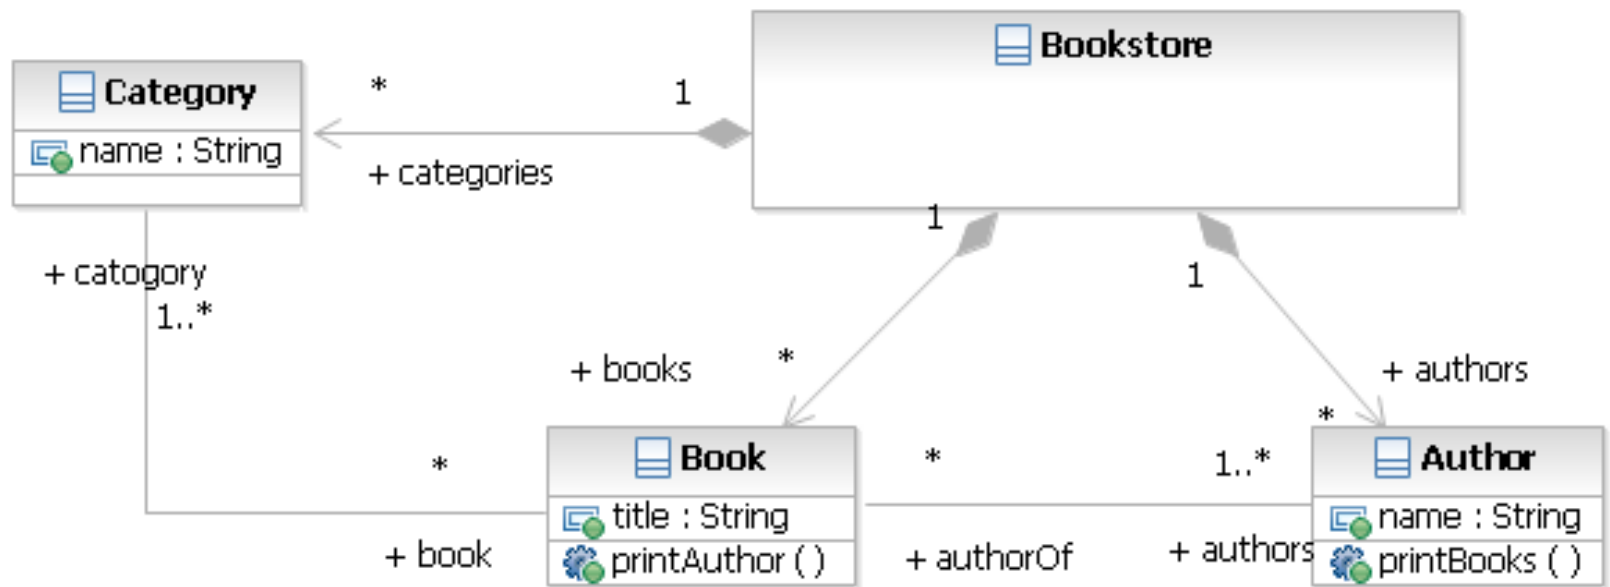 Bookstore
Category
* 1
name : String
+ categories
1
+ catogory
1
1..*
*
+ books
+ authors
*
Book
* 1..*
Author
*
title : String
name : String
+ book
printAuthor ( )
+ authorOf
+ authors
printBooks ( )